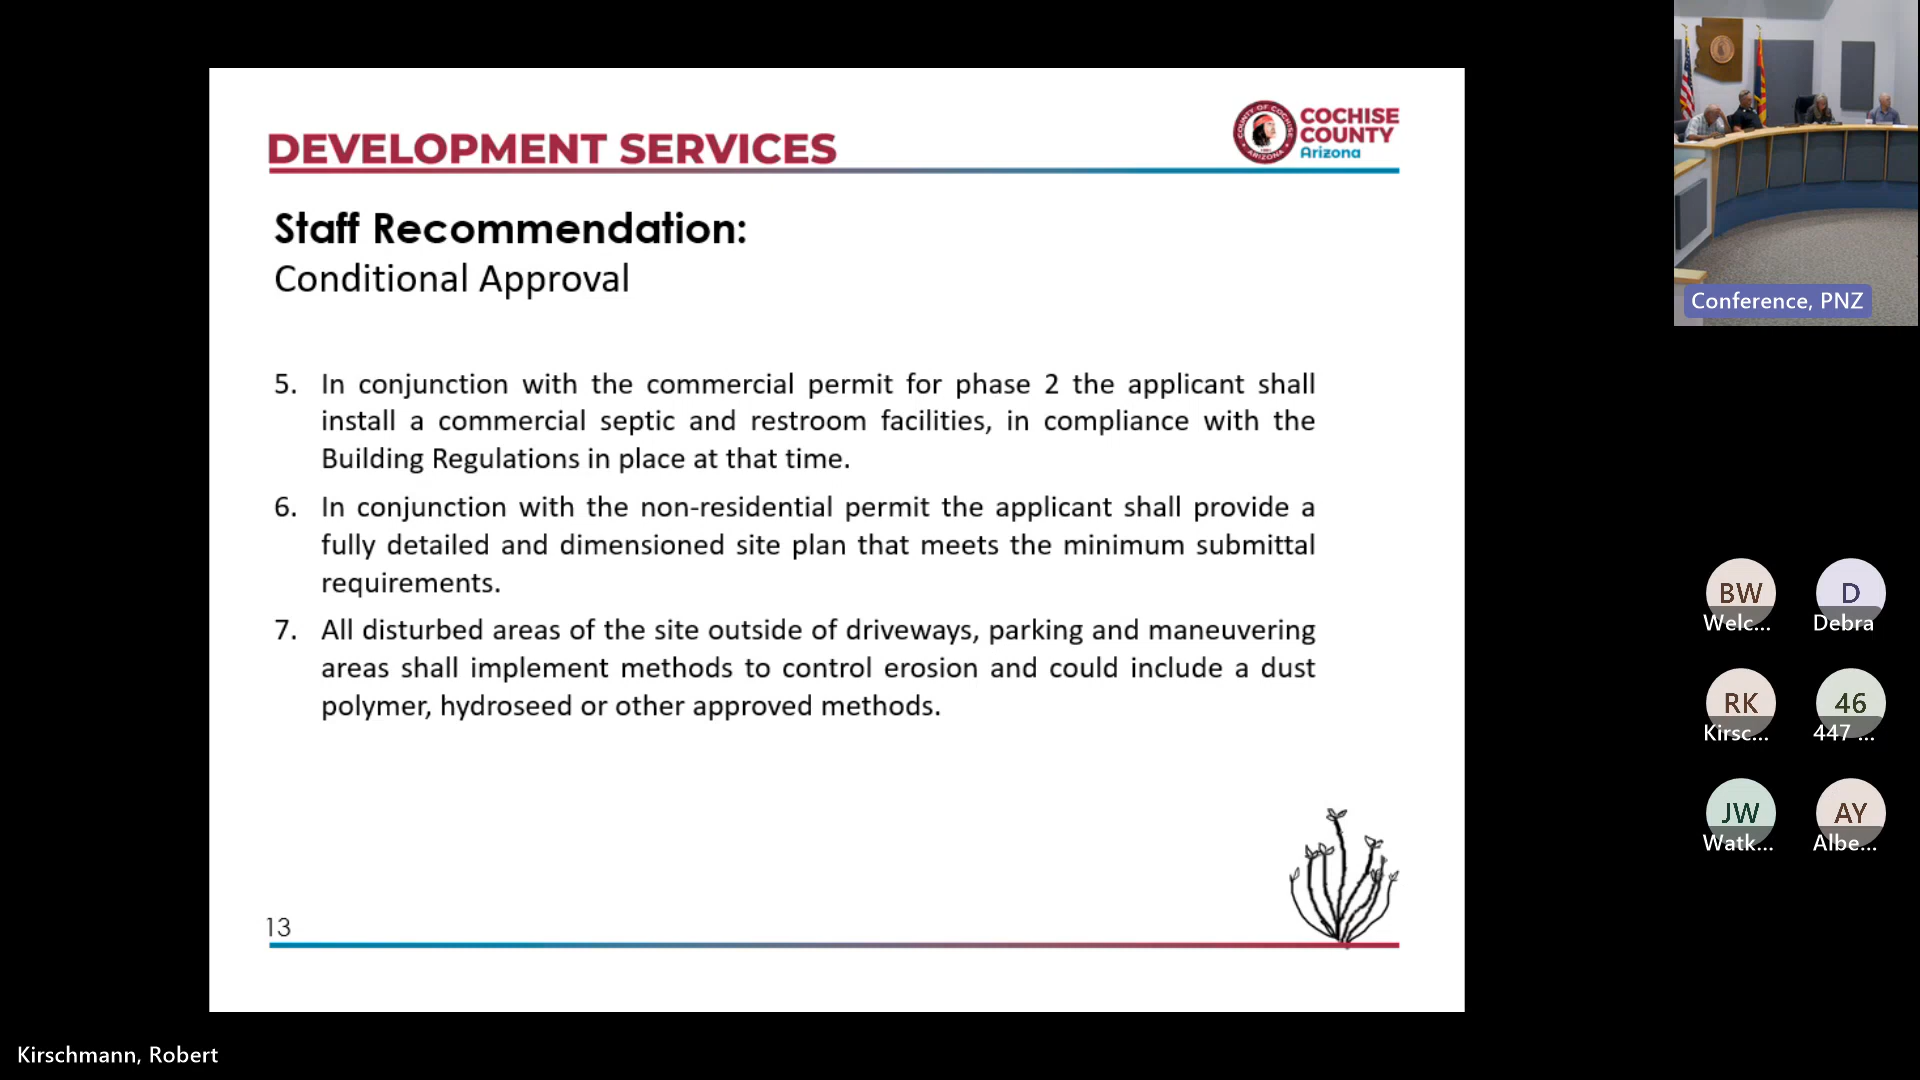 DEVELOPMENT SERVICES
COUNTY OF COCHISE
ARIZONA
COCHISE
COUNTY
Arizona
Staff Recommendation:
Conditional Approval
5. In conjunction with the commercial permit for phase 2 the applicant shall
install a commercial septic and restroom facilities, in compliance with the
Building Regulations in place at that time.
6. In conjunction with the non-residential permit the applicant shall provide a
fully detailed and dimensioned site plan that meets the minimum submittal
requirements.
7. All disturbed areas of the site outside of driveways, parking and maneuvering
areas shall implement methods to control erosion and could include a dust
polymer, hydroseed or other approved methods.
13
Conference, PNZ
BW
Welc...
D
Debra
RK
Kirsc...
46
447 ...
JW
Watk...
AY
Albe...
Kirschmann, Robert